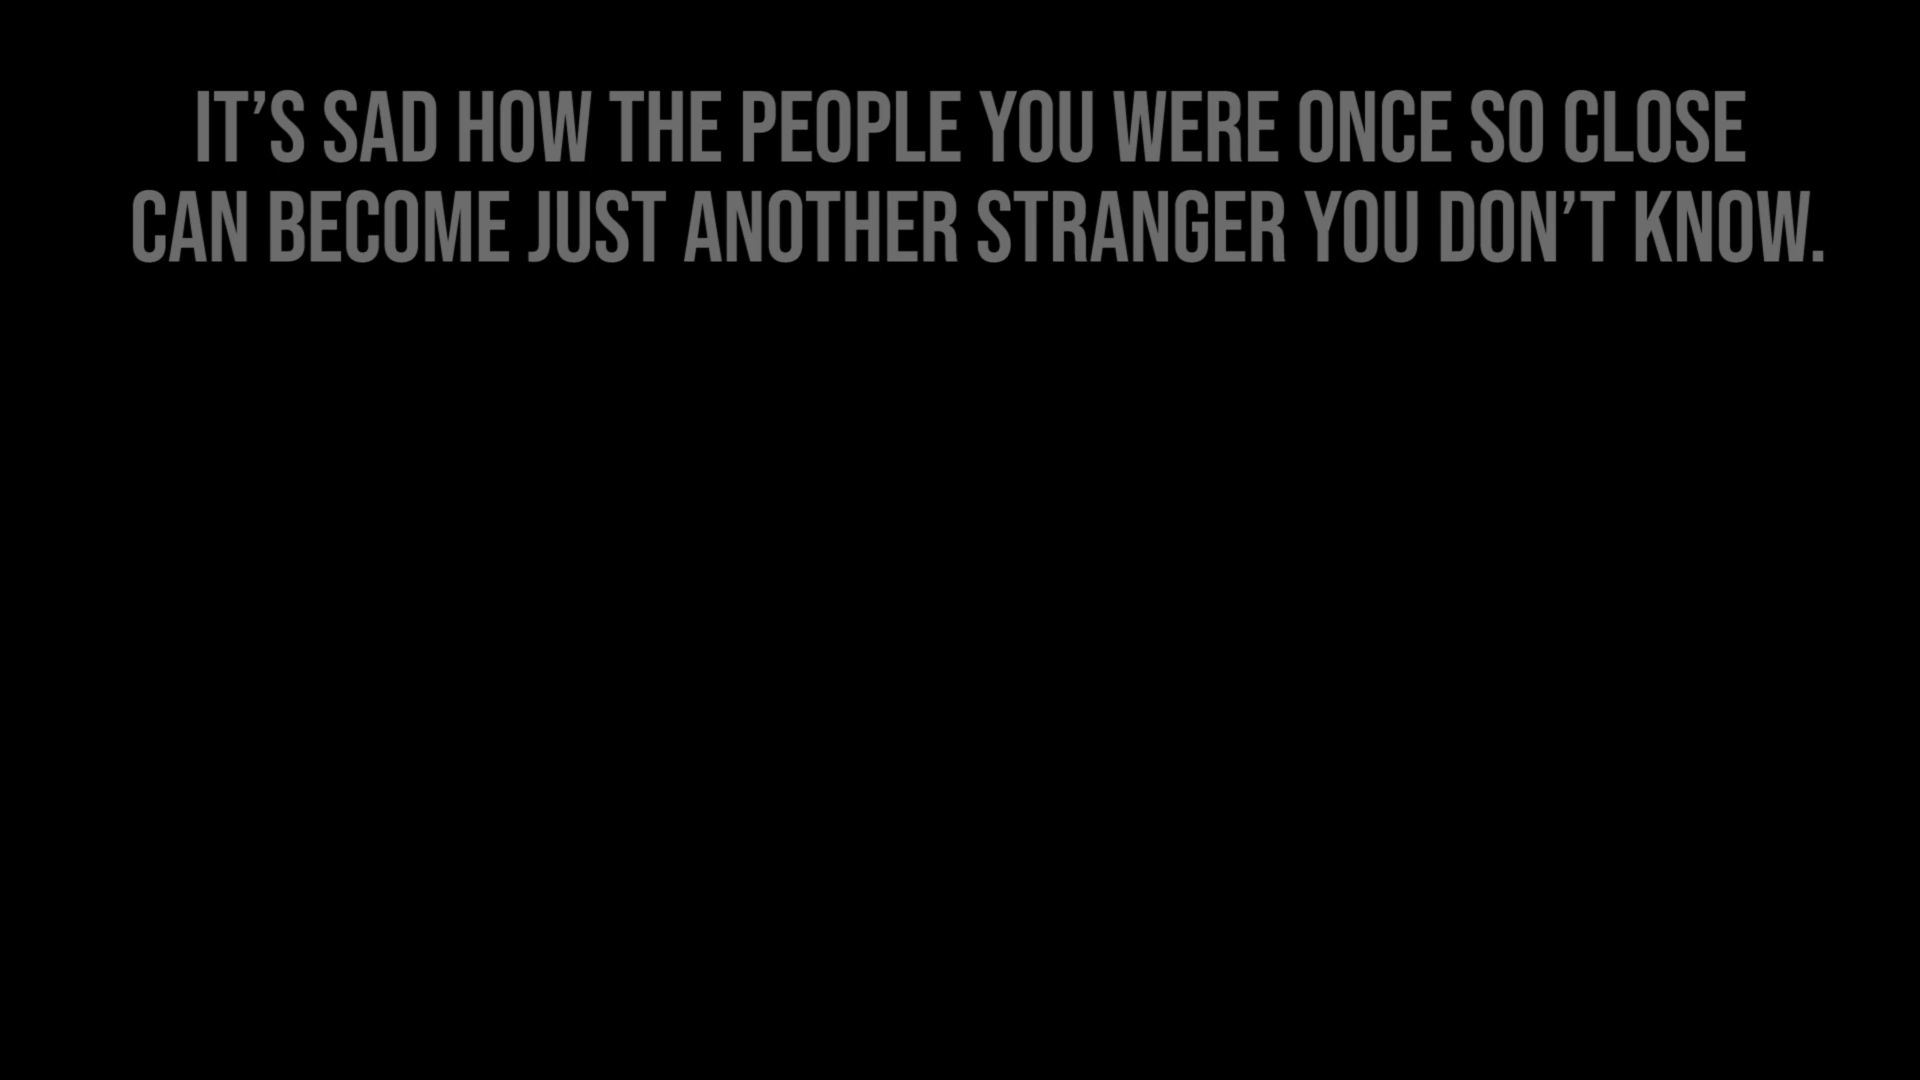 IT’S SAD HOW THE PEOPLE YOU WERE ONCE SO CLOSE
CAN BECOME JUST ANOTHER STRANGER YOU DON’T KNOW.